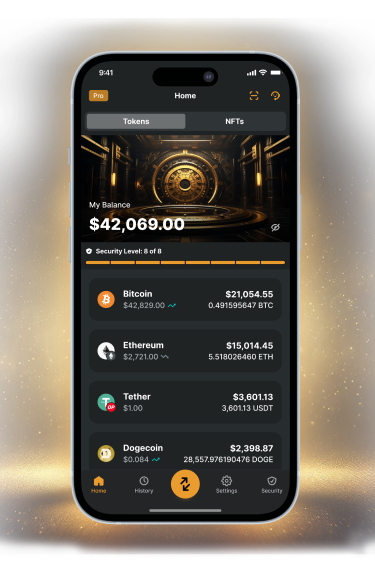 9:41
Pro
Home
Tokens
NFTs
My Balance
$42,069.00
Security Level: 8 of 8
Bitcoin
$21,054.55
$42,829.00
0.491595647 BTC
Ethereum
$15,014.45
$2,721.00
5.518026460 ETH
Tether
$3,601.13
$1.00
3,601.13 USDT
OP
Dogecoin
$2,398.87
$0.084
28,557.976190476 DOGE
Home
History
Settings
Security